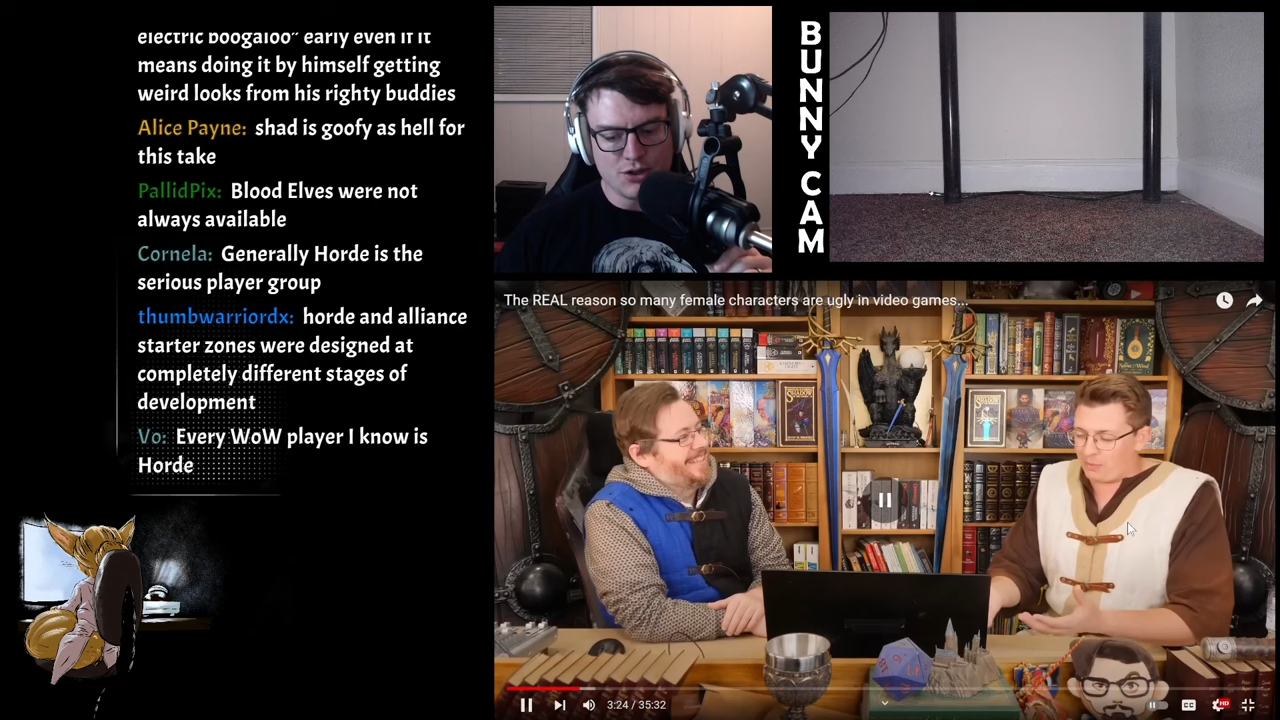 electric boogaloo" early even if it
means doing it by himself getting
weird looks from his righty buddies
Alice Payne: shad is goofy as hell for
this take
PallidPix: Blood Elves were not
always available
Cornela: Generally Horde is the
serious player group
thumbwarriordx: horde and alliance
starter zones were designed at
completely different stages of
development
Vo: Every WoW player I know is
Horde
BUNNY CAM
The REAL reason so many female characters are ugly in video games...
3:24 / 35:32
CC
HD